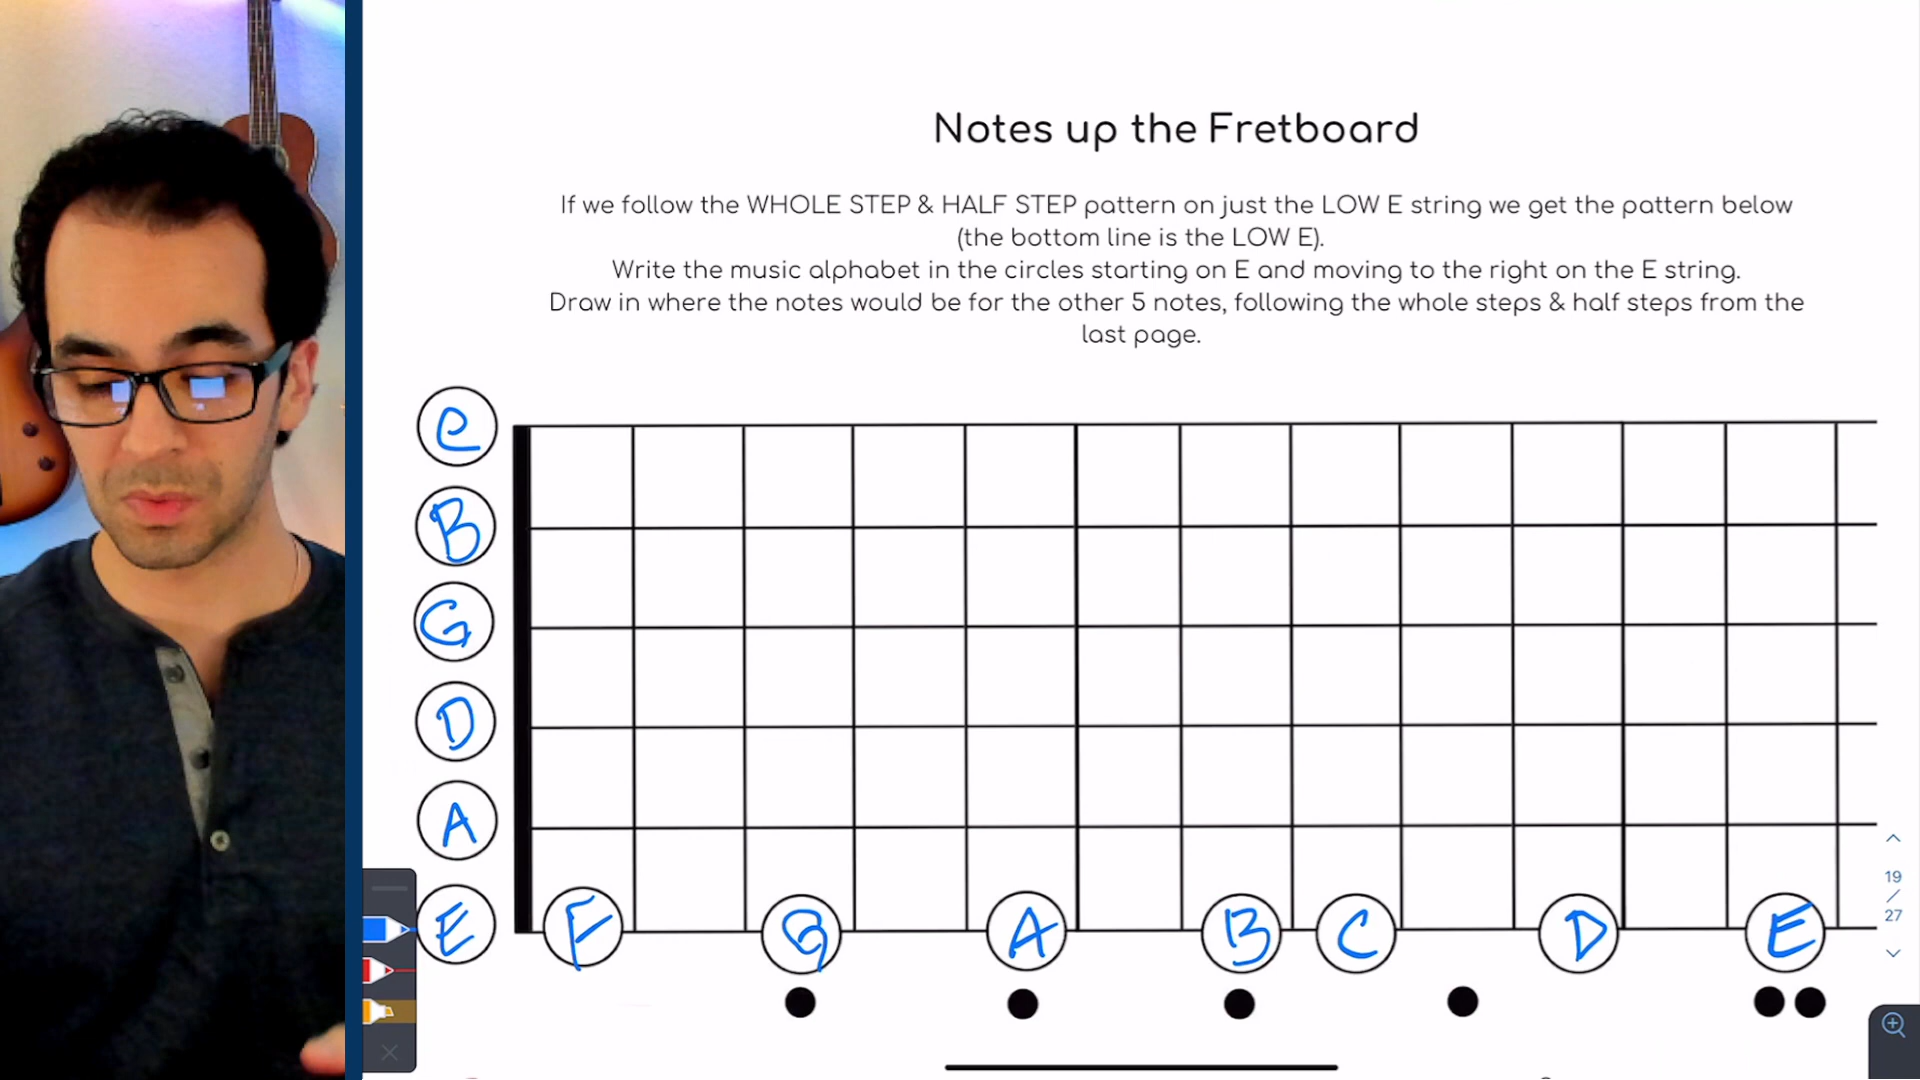 Notes up the Fretboard
If we follow the WHOLE STEP & HALF STEP pattern on just the LOW E string we get the pattern below
(the bottom line is the LOW E).
Write the music alphabet in the circles starting on E and moving to the right on the E string.
Draw in where the notes would be for the other 5 notes, following the whole steps & half steps from the
last page.
e
B
G
D
A
E F G A B C D E
19
/
27